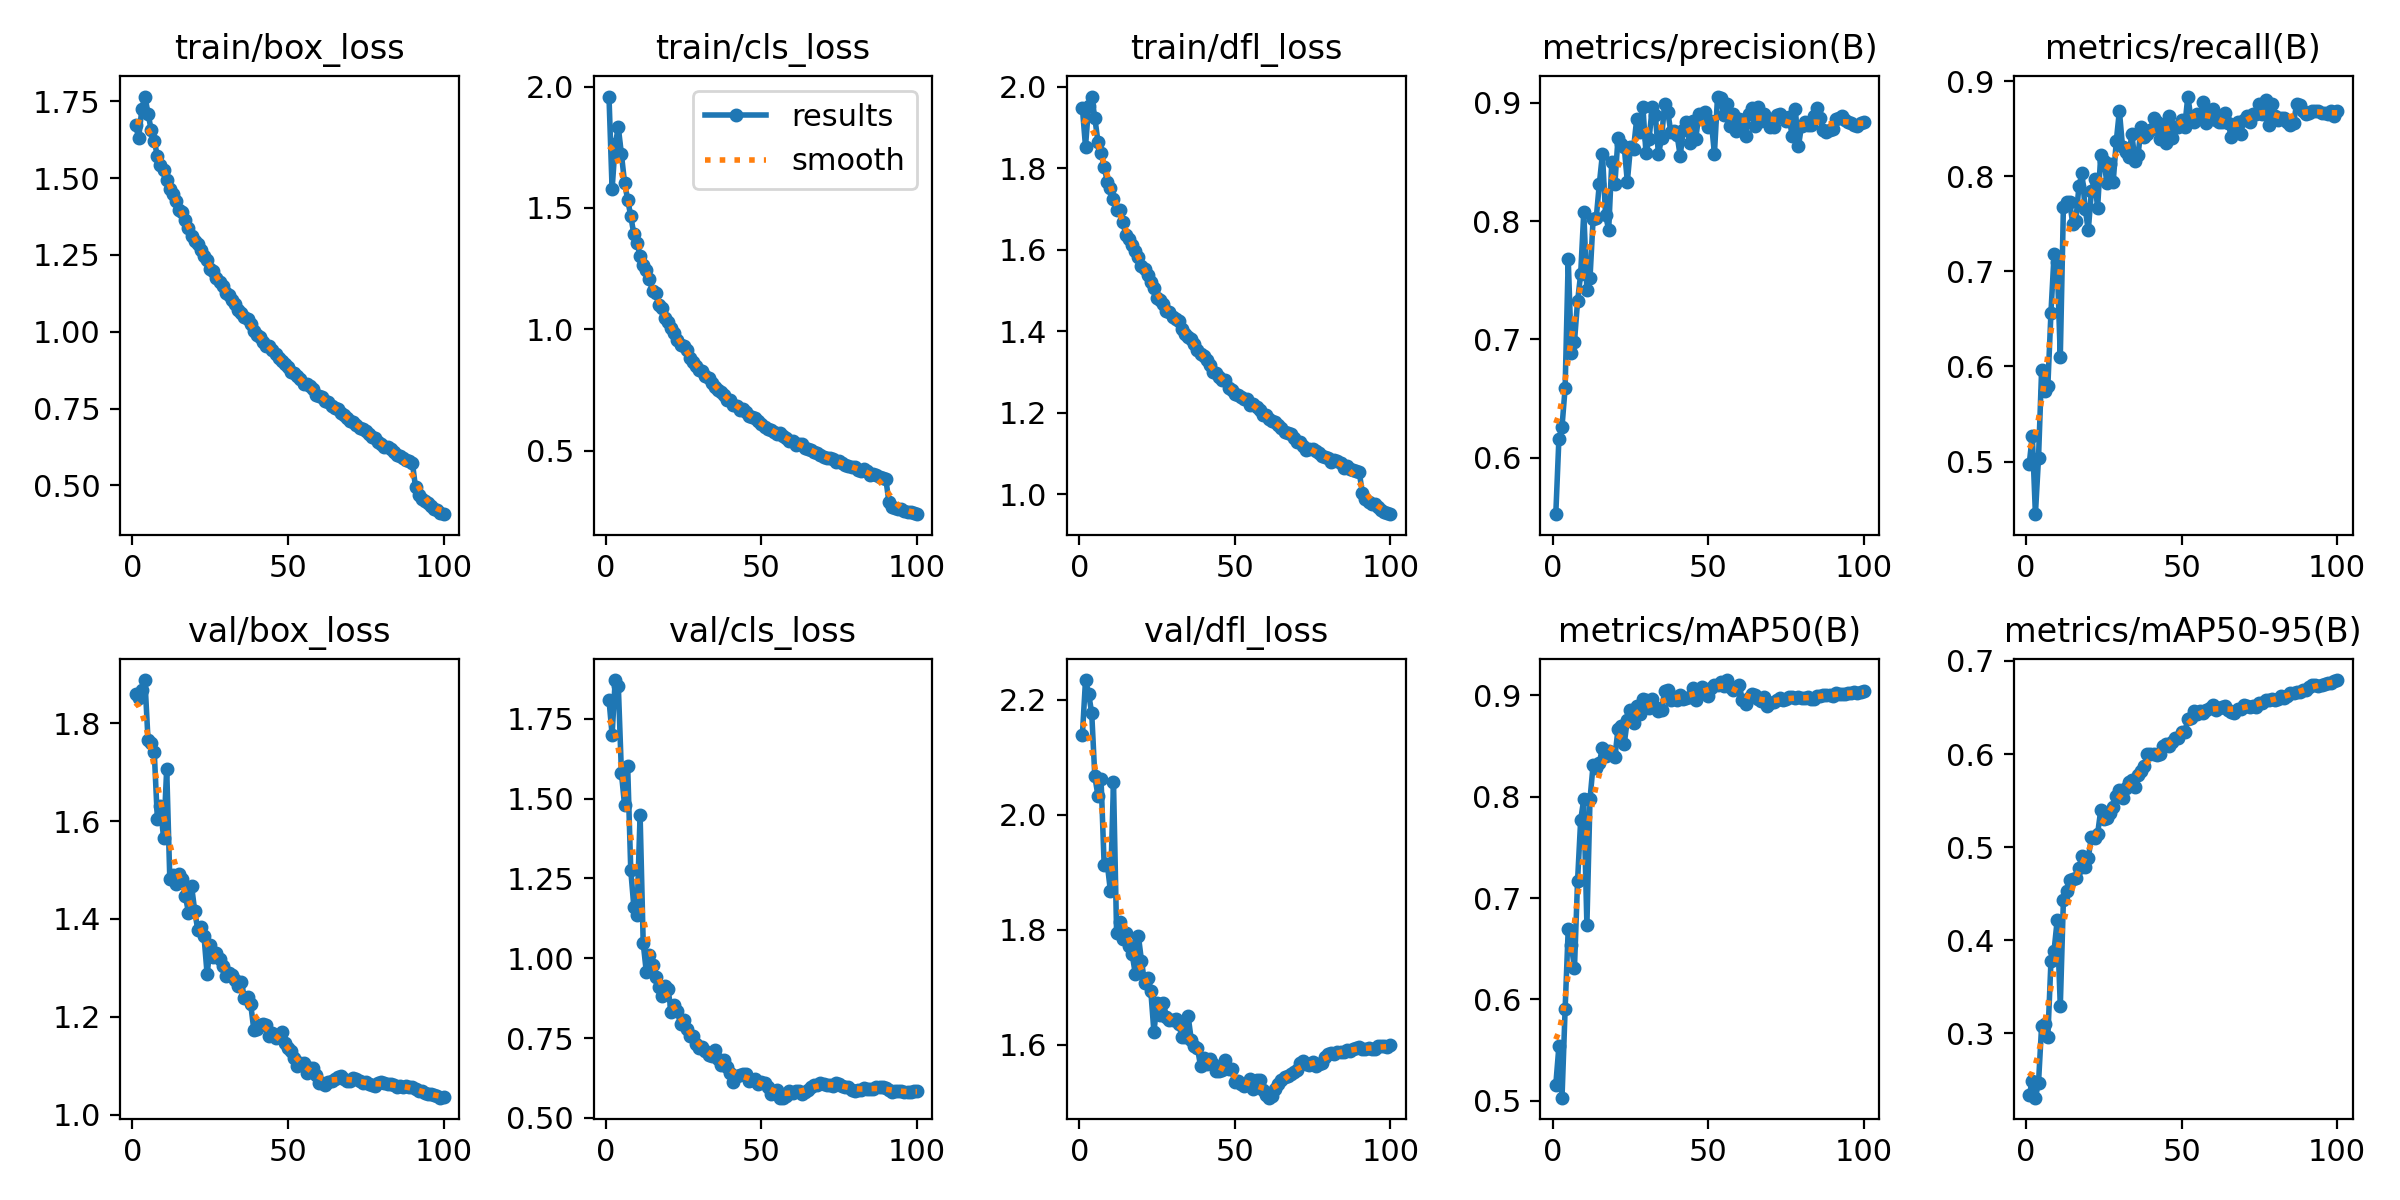 train/box_loss
1.75
1.50
1.25
1.00
0.75
0.50
0 50 100
train/cls_loss
results
smooth
2.0
1.5
1.0
0.5
0 50 100
train/dfl_loss
2.0
1.8
1.6
1.4
1.2
1.0
0 50 100
metrics/precision(B)
0.9
0.8
0.7
0.6
0 50 100
metrics/recall(B)
0.9
0.8
0.7
0.6
0.5
0 50 100
val/box_loss
1.8
1.6
1.4
1.2
1.0
0 50 100
val/cls_loss
1.75
1.50
1.25
1.00
0.75
0.50
0 50 100
val/dfl_loss
2.2
2.0
1.8
1.6
0 50 100
metrics/mAP50(B)
0.9
0.8
0.7
0.6
0.5
0 50 100
metrics/mAP50-95(B)
0.7
0.6
0.5
0.4
0.3
0 50 100